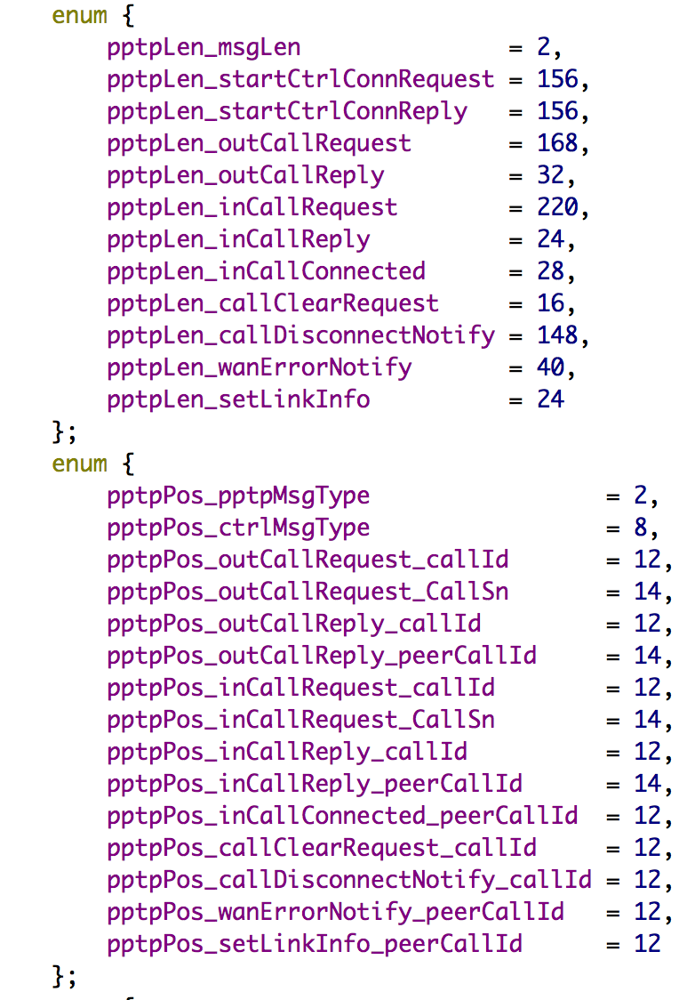 enum {
    pptpLen_msgLen               = 2,
    pptpLen_startCtrlConnRequest = 156,
    pptpLen_startCtrlConnReply   = 156,
    pptpLen_outCallRequest       = 168,
    pptpLen_outCallReply         = 32,
    pptpLen_inCallRequest        = 220,
    pptpLen_inCallReply          = 24,
    pptpLen_inCallConnected      = 28,
    pptpLen_callClearRequest     = 16,
    pptpLen_callDisconnectNotify = 148,
    pptpLen_wanErrorNotify       = 40,
    pptpLen_setLinkInfo          = 24
};
enum {
    pptpPos_pptpMsgType                 = 2,
    pptpPos_ctrlMsgType                 = 8,
    pptpPos_outCallRequest_callId       = 12,
    pptpPos_outCallRequest_CallSn       = 14,
    pptpPos_outCallReply_callId         = 12,
    pptpPos_outCallReply_peerCallId     = 14,
    pptpPos_inCallRequest_callId        = 12,
    pptpPos_inCallRequest_CallSn        = 14,
    pptpPos_inCallReply_callId          = 12,
    pptpPos_inCallReply_peerCallId      = 14,
    pptpPos_inCallConnected_peerCallId  = 12,
    pptpPos_callClearRequest_callId     = 12,
    pptpPos_callDisconnectNotify_callId = 12,
    pptpPos_wanErrorNotify_peerCallId   = 12,
    pptpPos_setLinkInfo_peerCallId      = 12
};